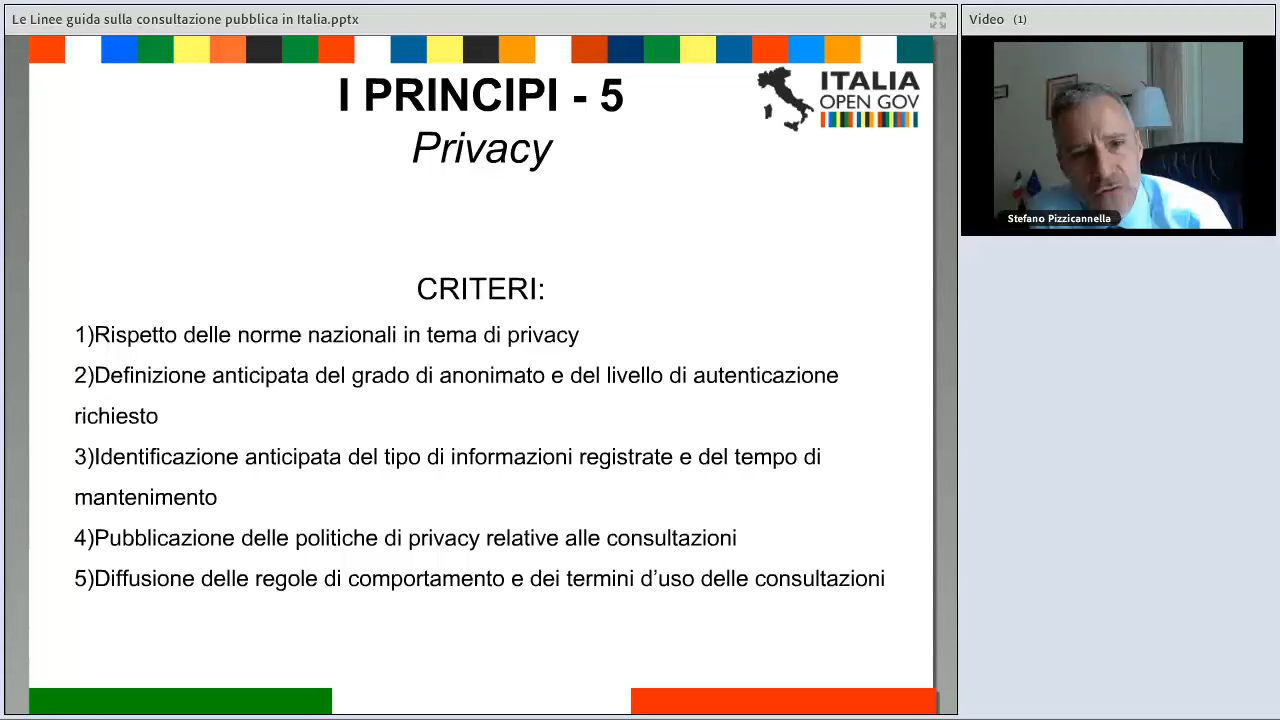 Le Linee guida sulla consultazione pubblica in Italia.pptx
Video (1)
I PRINCIPI - 5
Privacy
ITALIA
OPEN GOV
Stefano Pizzicannella
CRITERI:
1)Rispetto delle norme nazionali in tema di privacy
2)Definizione anticipata del grado di anonimato e del livello di autenticazione
richiesto
3)Identificazione anticipata del tipo di informazioni registrate e del tempo di
mantenimento
4)Pubblicazione delle politiche di privacy relative alle consultazioni
5)Diffusione delle regole di comportamento e dei termini d’uso delle consultazioni